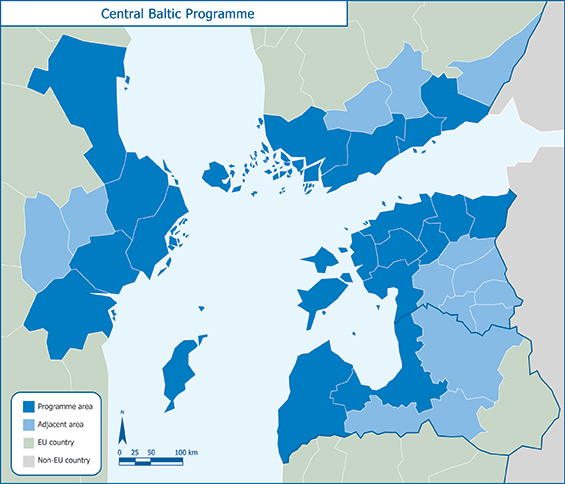 Central Baltic Programme
Programme area
Adjacent area
EU country
Non-EU country
N
0 25 50 100 km